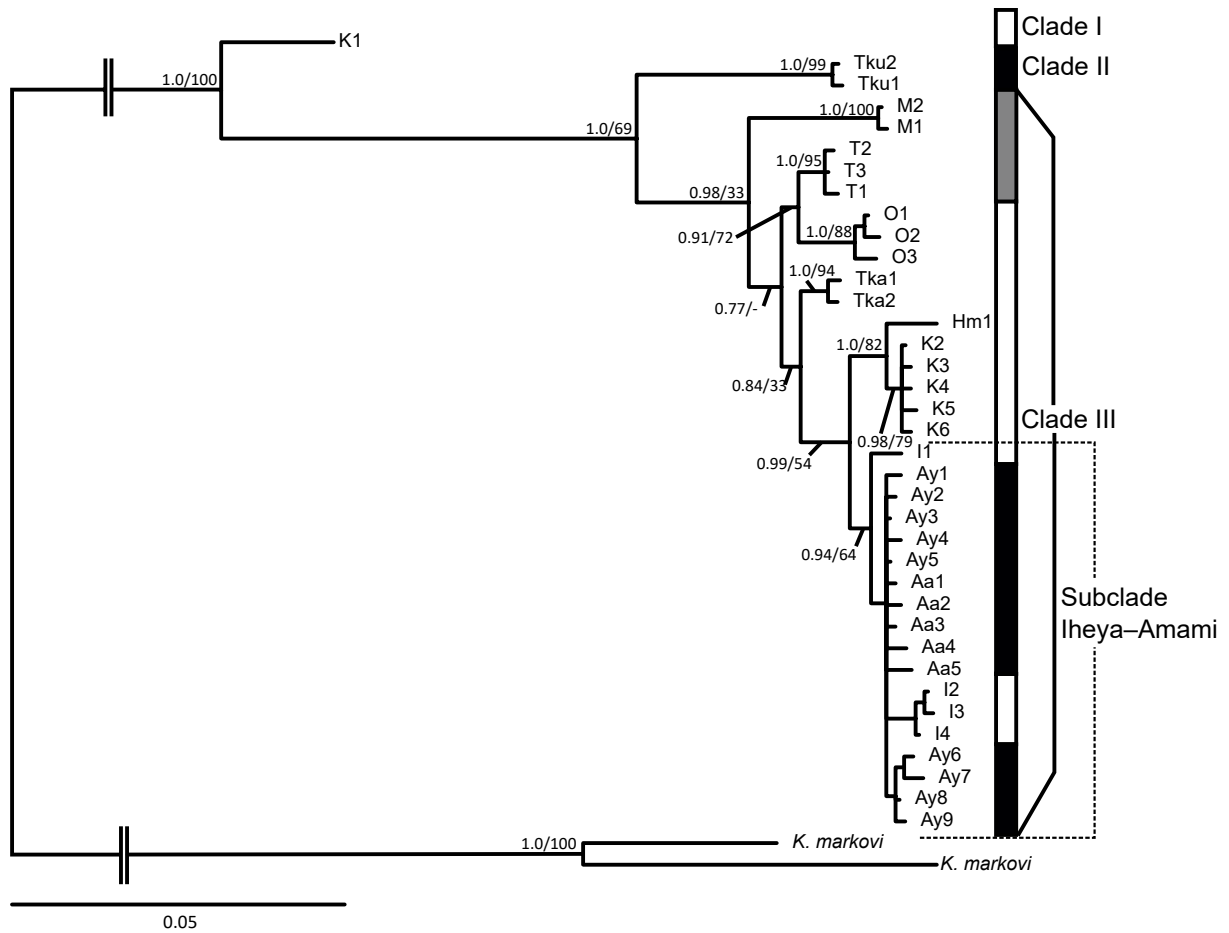 K1
Clade I
Clade II
1.0/100
1.0/99
Tku2
Tku1
1.0/69
1.0/100
M2
M1
0.98/33
1.0/95
T2
T3
T1
0.91/72
1.0/88
O1
O2
O3
0.77/-
1.0/94
Tka1
Tka2
Hm1
0.84/33
1.0/82
K2
K3
K4
K5
K6
Clade III
0.98/79
0.99/54
I1
Ay1
Ay2
Ay3
Ay4
0.94/64
Ay5
Aa1
Aa2
Aa3
Aa4
Aa5
Subclade
Iheya–Amami
I2
I3
I4
Ay6
Ay7
Ay8
Ay9
1.0/100
K. markovi
K. markovi
0.05